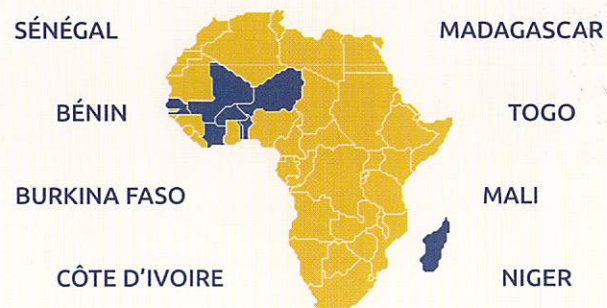 SÉNÉGAL
MADAGASCAR
BÉNIN
TOGO
BURKINA FASO
MALI
CÔTE D'IVOIRE
NIGER